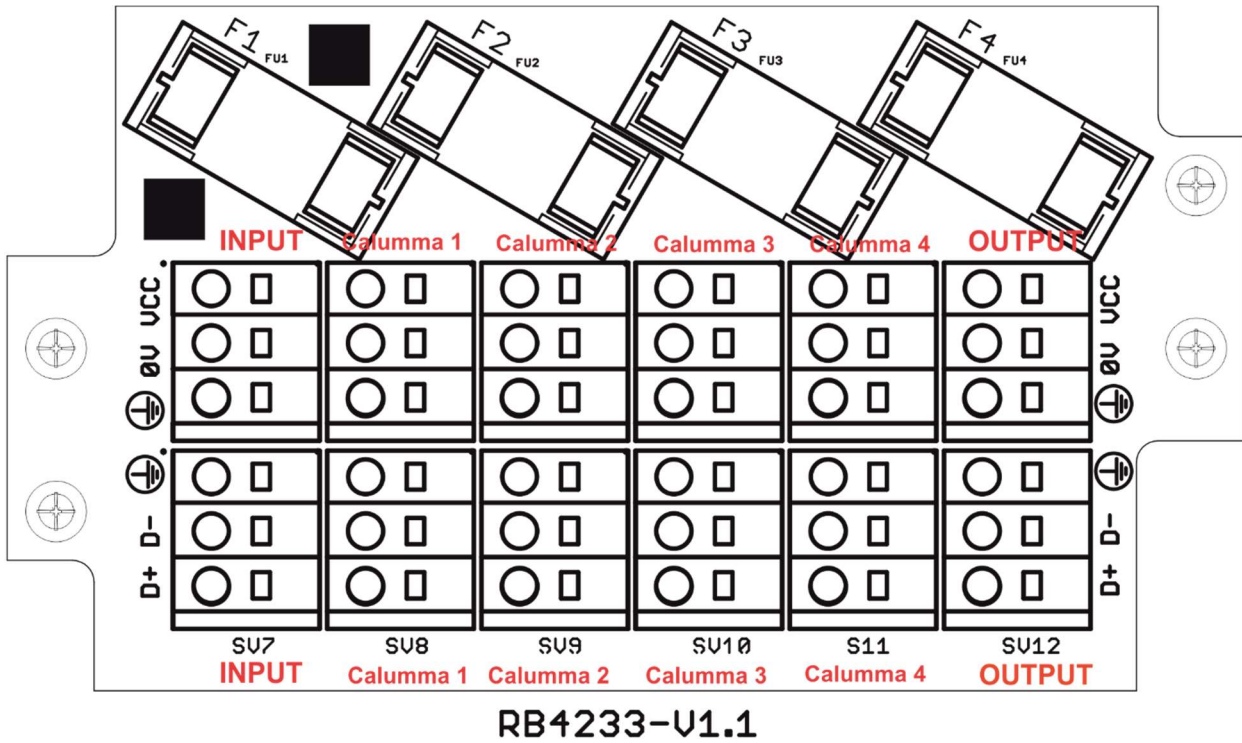 F1 FU1 F2 FU2 F3 FU3 F4 FU4
INPUT Calumma 1 Calumma 2 Calumma 3 Calumma 4 OUTPUT
0V VCC 0V VCC
D+ D- D+ D-
SV7 SV8 SV9 SV10 S11 SV12
INPUT Calumma 1 Calumma 2 Calumma 3 Calumma 4 OUTPUT
RB4233-V1.1